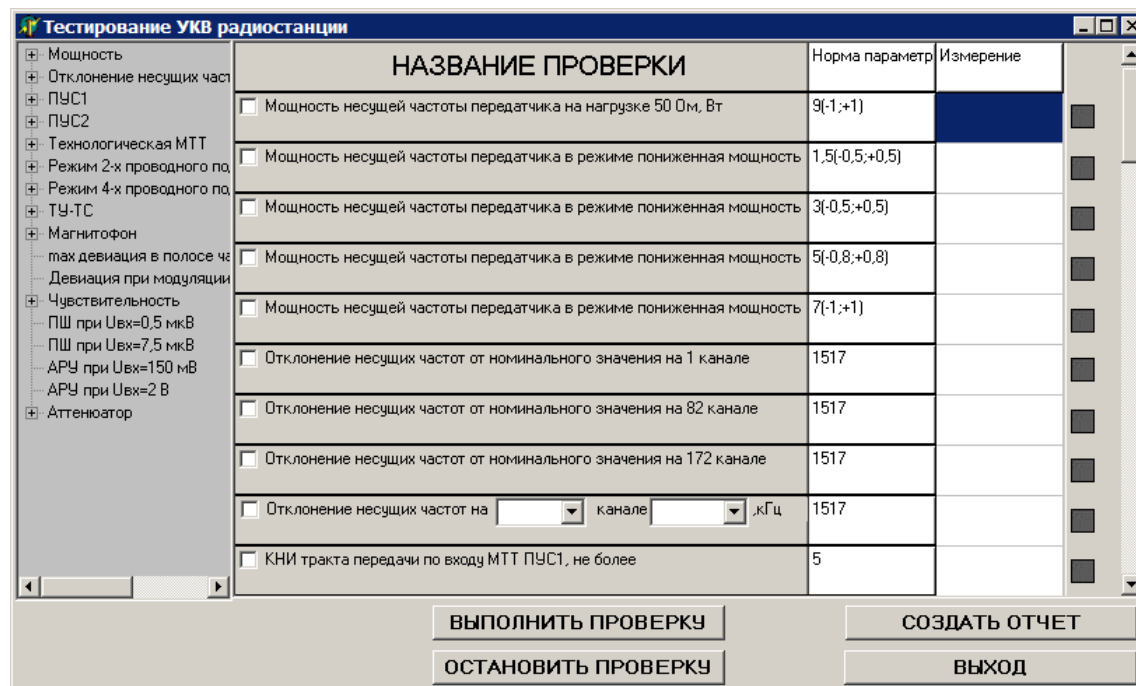 Тестирование УКВ радиостанции
Мощность
Отклонение несущих част
ПУС1
ПУС2
Технологическая МТТ
Режим 2-х проводного по
Режим 4-х проводного по
ТУ-ТС
Магнитофон
max девиация в полосе ча
Девиация при модуляции
Чувствительность
ПШ при Uвх=0,5 мкВ
ПШ при Uвх=7,5 мкВ
АРУ при Uвх=150 мВ
АРУ при Uвх=2 В
Аттенюатор
НАЗВАНИЕ ПРОВЕРКИ Норма параметр Измерение
Мощность несущей частоты передатчика на нагрузке 50 Ом, Вт 9(-1;+1)
Мощность несущей частоты передатчика в режиме пониженная мощность 1,5(-0,5;+0,5)
Мощность несущей частоты передатчика в режиме пониженная мощность 3(-0,5;+0,5)
Мощность несущей частоты передатчика в режиме пониженная мощность 5(-0,8;+0,8)
Мощность несущей частоты передатчика в режиме пониженная мощность 7(-1;+1)
Отклонение несущих частот от номинального значения на 1 канале 1517
Отклонение несущих частот от номинального значения на 82 канале 1517
Отклонение несущих частот от номинального значения на 172 канале 1517
Отклонение несущих частот на канале ,кГц 1517
КНИ тракта передачи по входу МТТ ПУС1, не более 5
ВЫПОЛНИТЬ ПРОВЕРКУ СОЗДАТЬ ОТЧЕТ
ОСТАНОВИТЬ ПРОВЕРКУ ВЫХОД